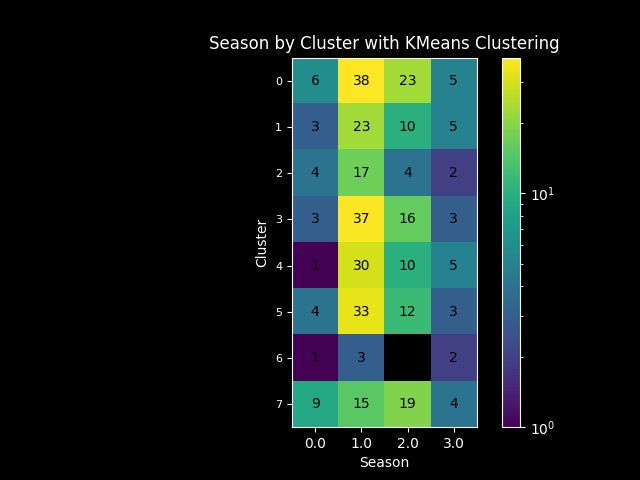 Season by Cluster with KMeans Clustering
0 6 38 23 5
1 3 23 10 5
2 4 17 4 2
3 3 37 16 3
4 1 30 10 5
5 4 33 12 3
6 1 3 2
7 9 15 19 4
0.0 1.0 2.0 3.0
Season
Cluster
10¹
10⁰